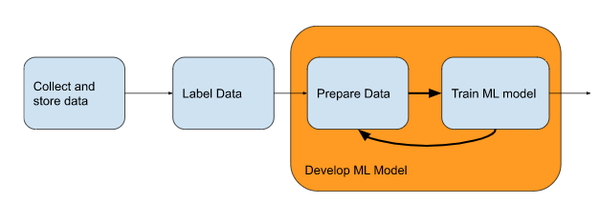 Collect and
store data
Label Data
Prepare Data
Train ML model
Develop ML Model